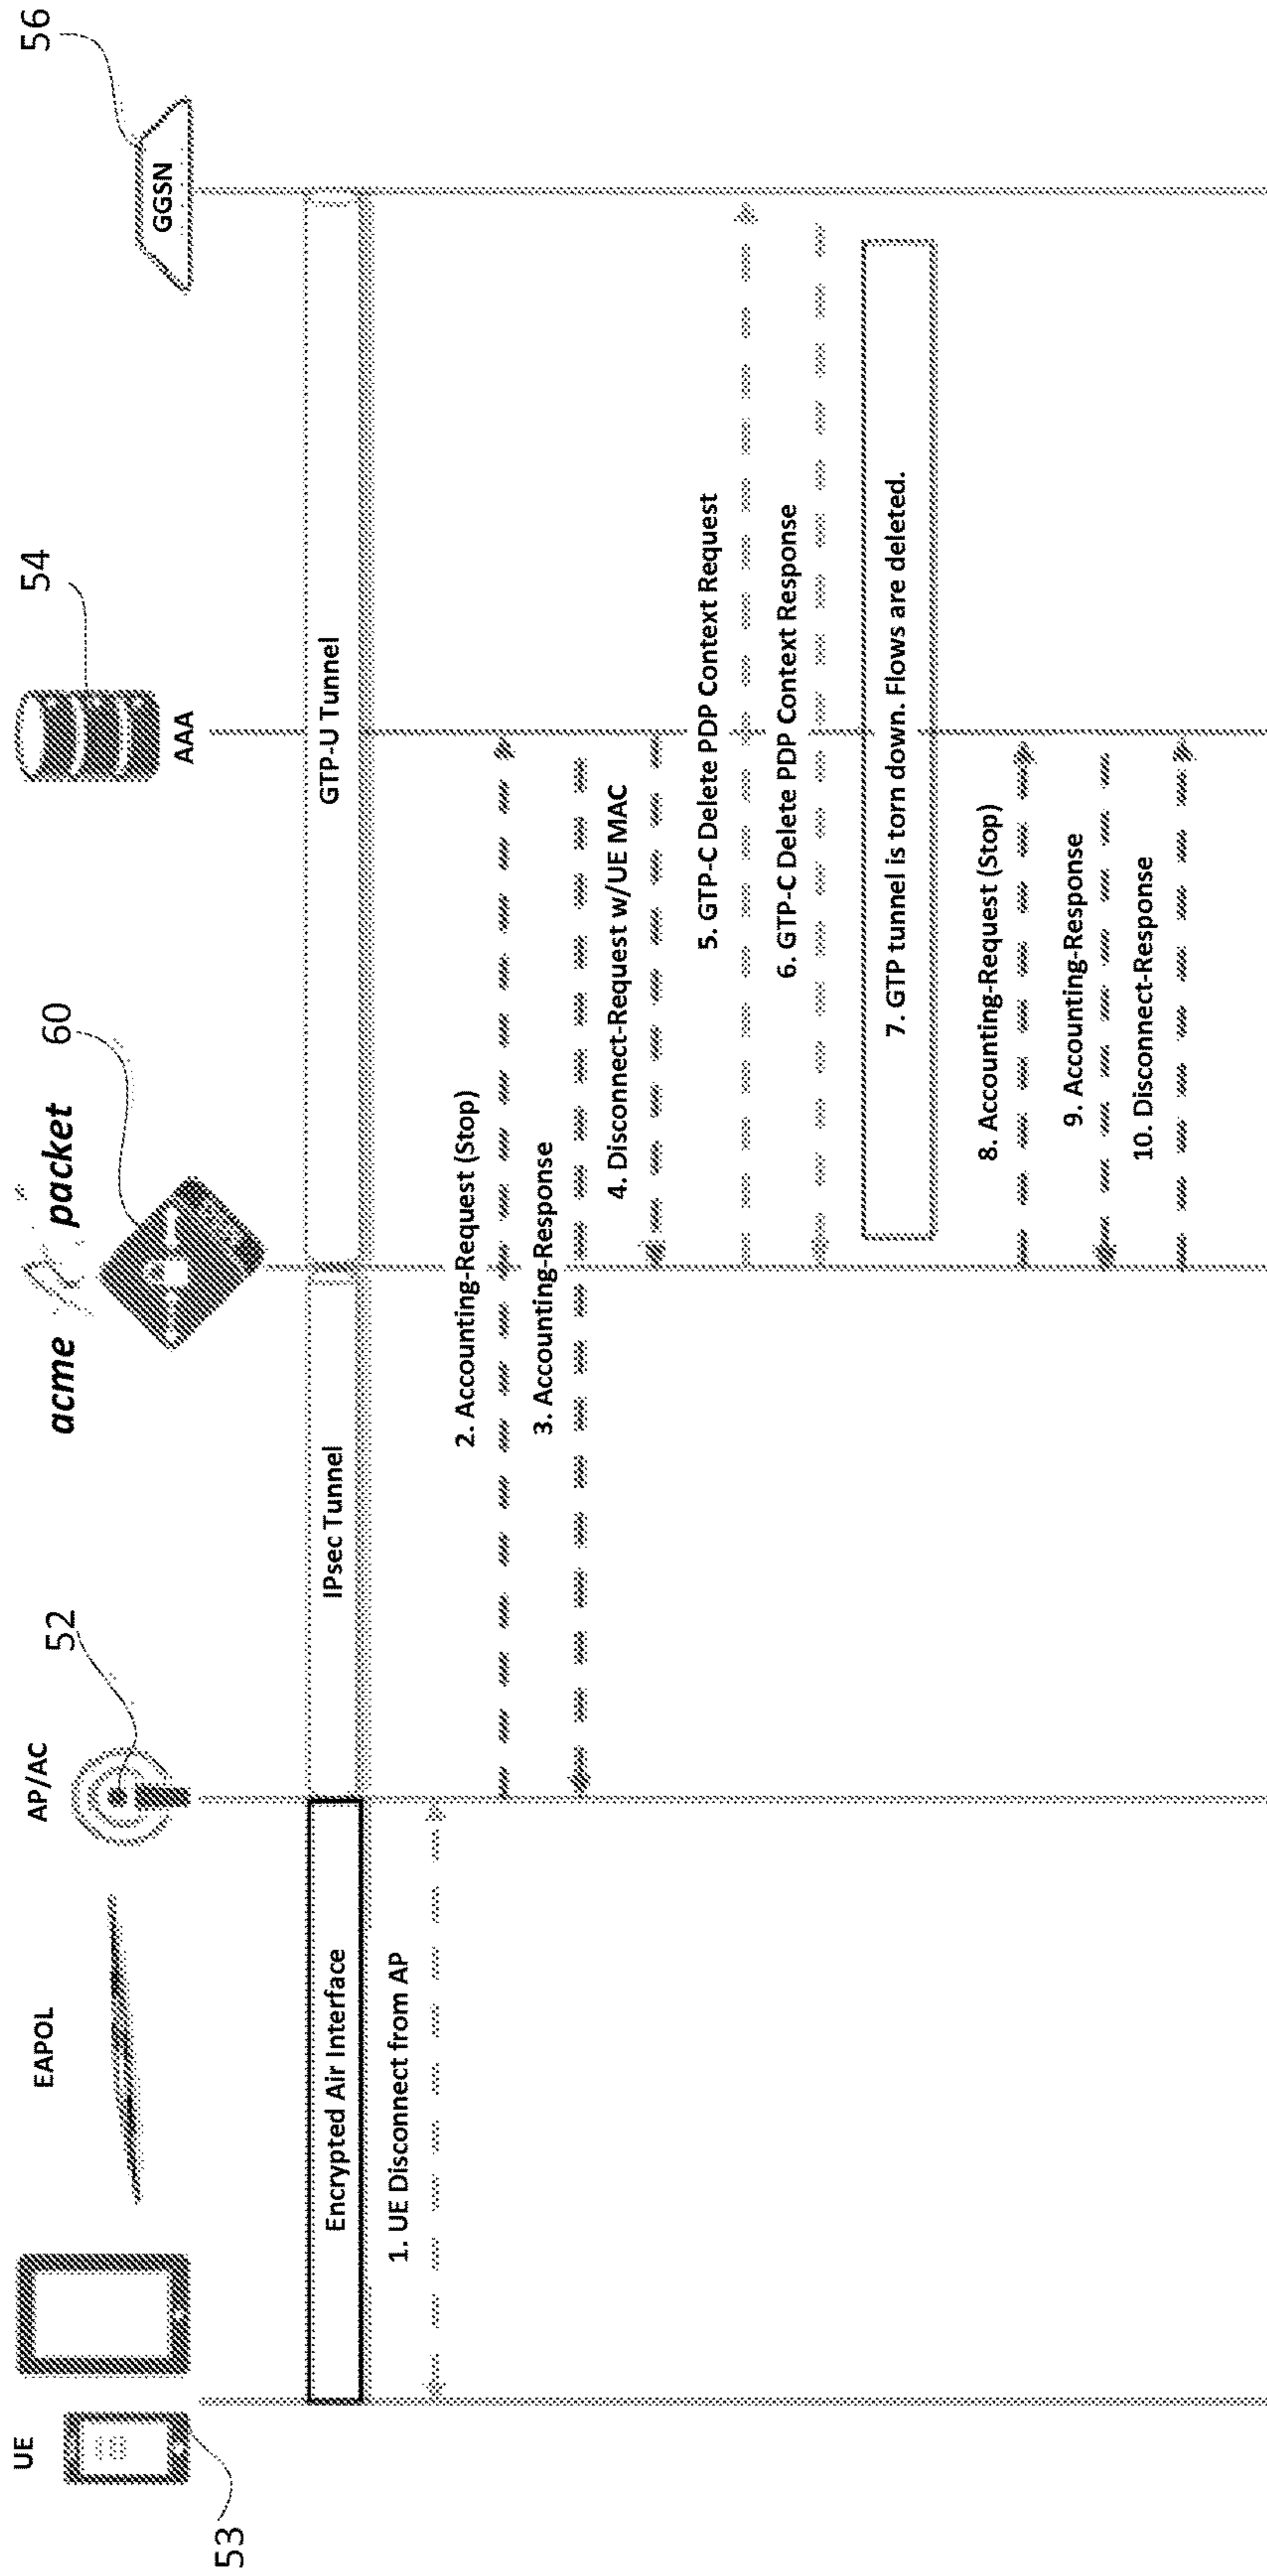 UE
53
EAPOL
AP/AC
52
acme packet
60
AAA
54
GGSN
56
Encrypted Air Interface
IPsec Tunnel
GTP-U Tunnel
1. UE Disconnect from AP
2. Accounting-Request (Stop)
3. Accounting-Response
4. Disconnect-Request w/UE MAC
5. GTP-C Delete PDP Context Request
6. GTP-C Delete PDP Context Response
7. GTP tunnel is torn down. Flows are deleted.
8. Accounting-Request (Stop)
9. Accounting-Response
10. Disconnect-Response